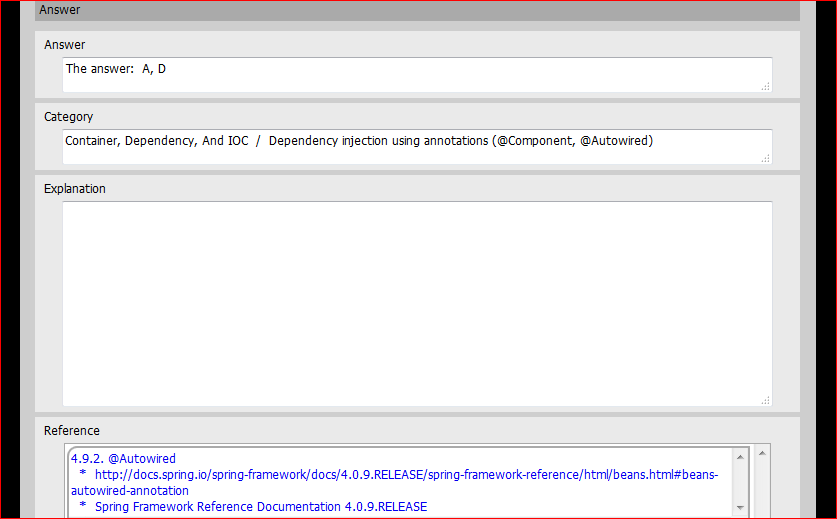 Answer
Answer
The answer:  A, D
Category
Container, Dependency, And IOC  /  Dependency injection using annotations (@Component, @Autowired)
Explanation
Reference
4.9.2. @Autowired
*  http://docs.spring.io/spring-framework/docs/4.0.9.RELEASE/spring-framework-reference/html/beans.html#beans-
autowired-annotation
*  Spring Framework Reference Documentation 4.0.9.RELEASE